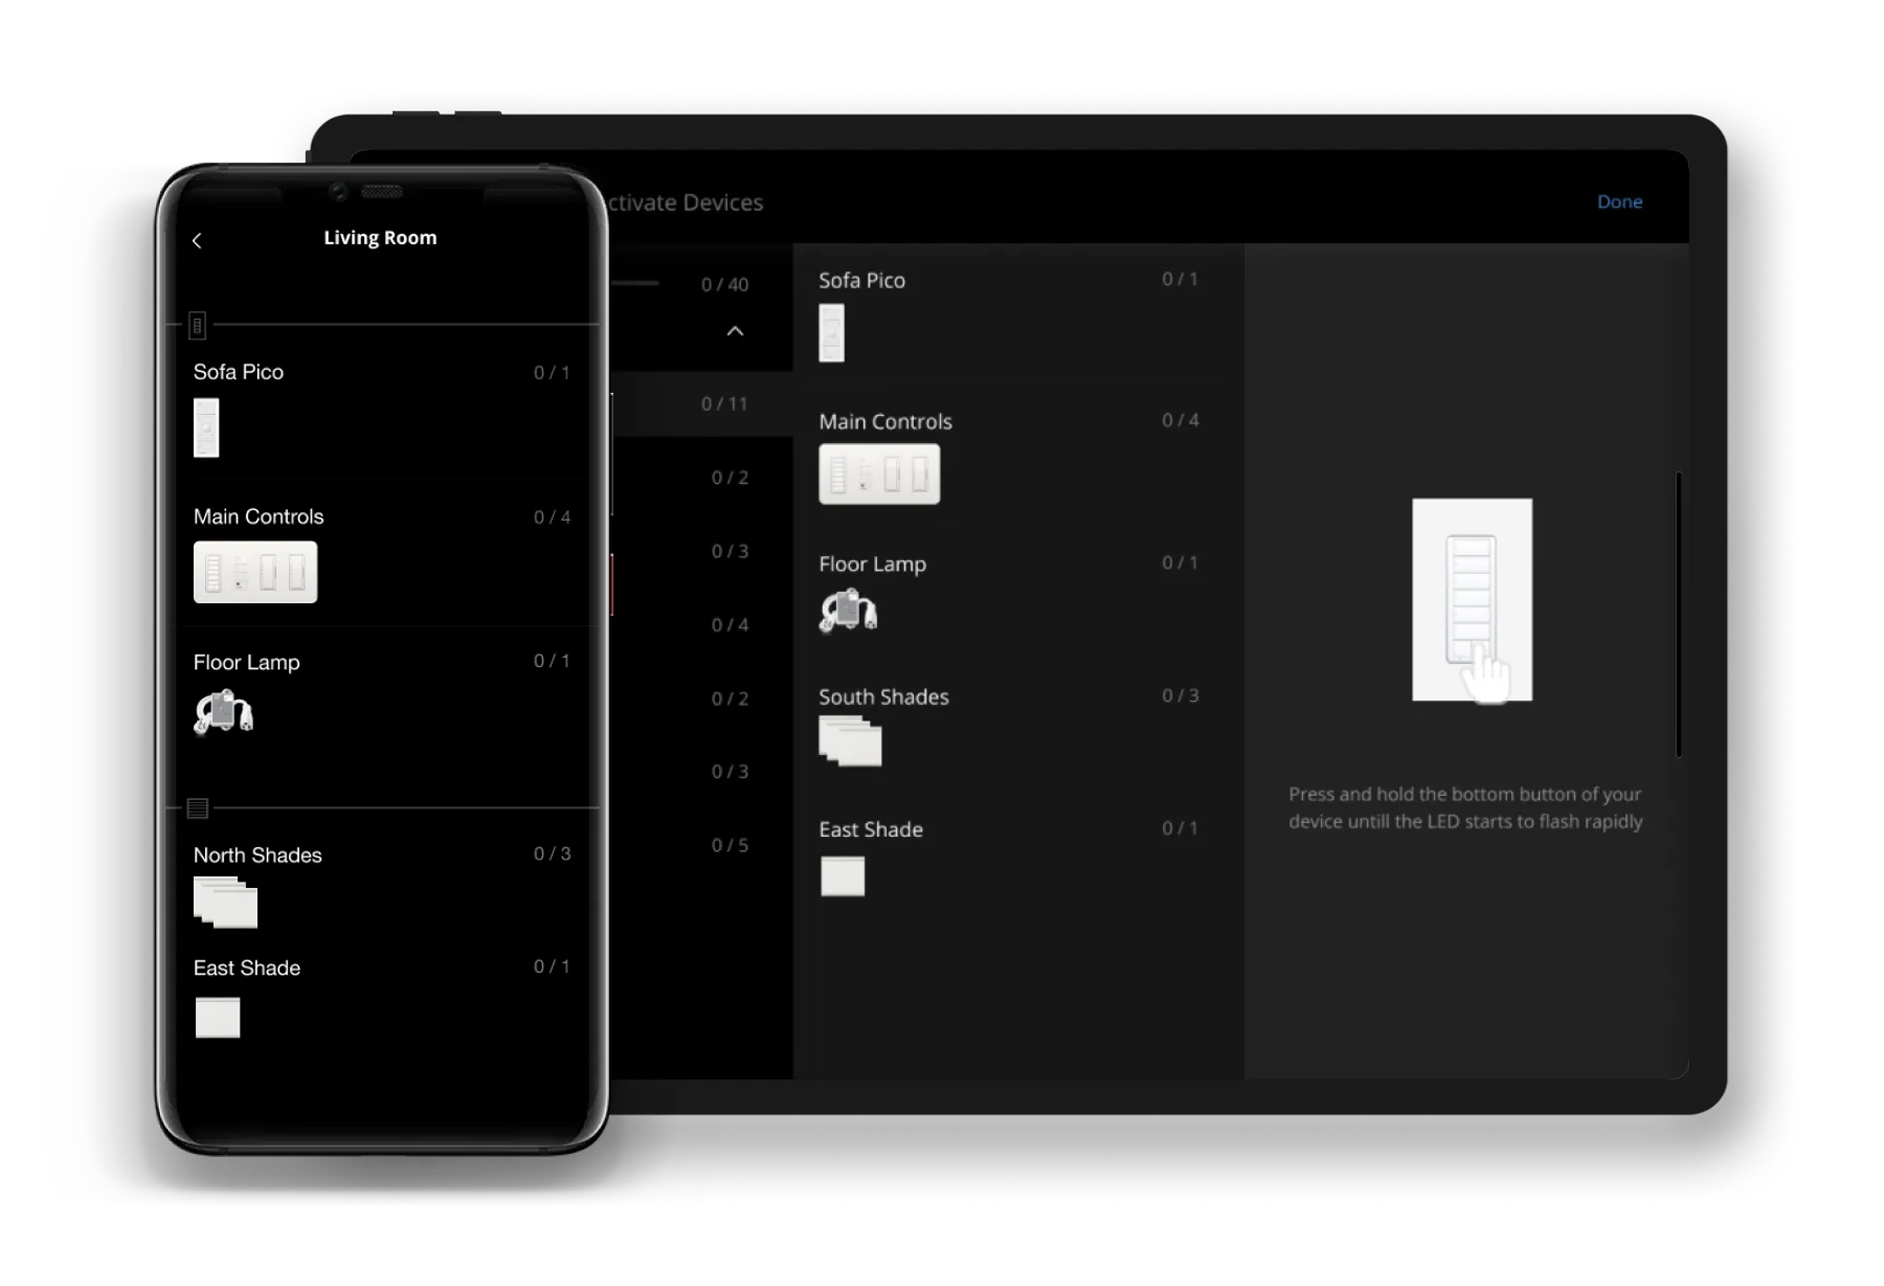 Living Room
Sofa Pico 0 / 1
Main Controls 0 / 4
Floor Lamp 0 / 1
North Shades 0 / 3
East Shade 0 / 1
ctivate Devices
Done
0 / 40
0 / 11
0 / 2
0 / 3
0 / 4
0 / 2
0 / 3
0 / 5
Sofa Pico 0 / 1
Main Controls 0 / 4
Floor Lamp 0 / 1
South Shades 0 / 3
East Shade 0 / 1
Press and hold the bottom button of your
device untill the LED starts to flash rapidly